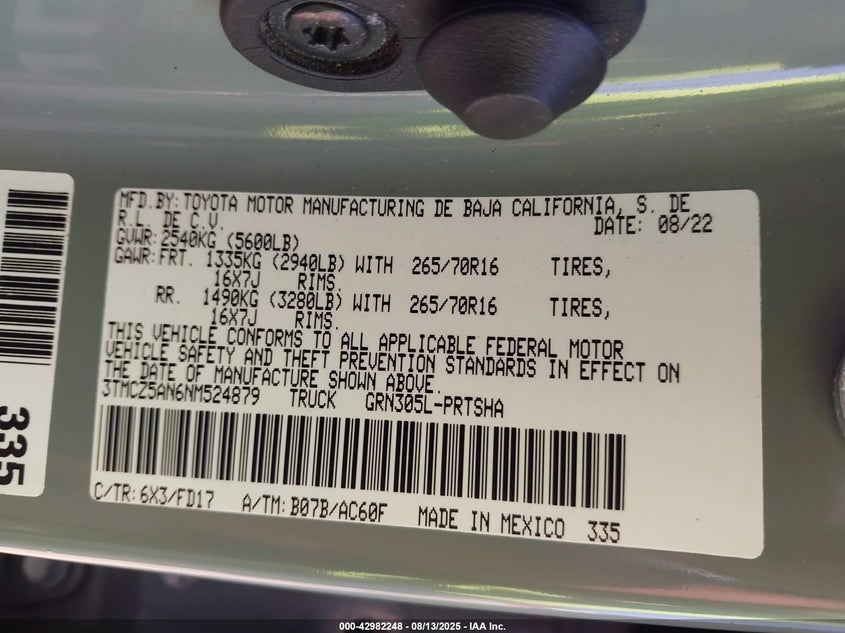 MFD.BY: TOYOTA MOTOR MANUFACTURING DE BAJA CALIFORNIA, S. DE
R.L. DE C.V. DATE: 08/22
GVWR: 2540KG (5600LB)
GAWR: FRT. 1335KG (2940LB) WITH 265/70R16 TIRES,
16X7J RIMS.
RR. 1490KG (3280LB) WITH 265/70R16 TIRES,
16X7J RIMS.
THIS VEHICLE CONFORMS TO ALL APPLICABLE FEDERAL MOTOR
VEHICLE SAFETY AND THEFT PREVENTION STANDARDS IN EFFECT ON
THE DATE OF MANUFACTURE SHOWN ABOVE.
3TMCZ5AN6NM524879 TRUCK GRN305L-PRTSHA
C/TR: 6X3/FD17 A/TM: B07B/AC60F MADE IN MEXICO 335
335
000-42982248 - 08/13/2025 - IAA Inc.